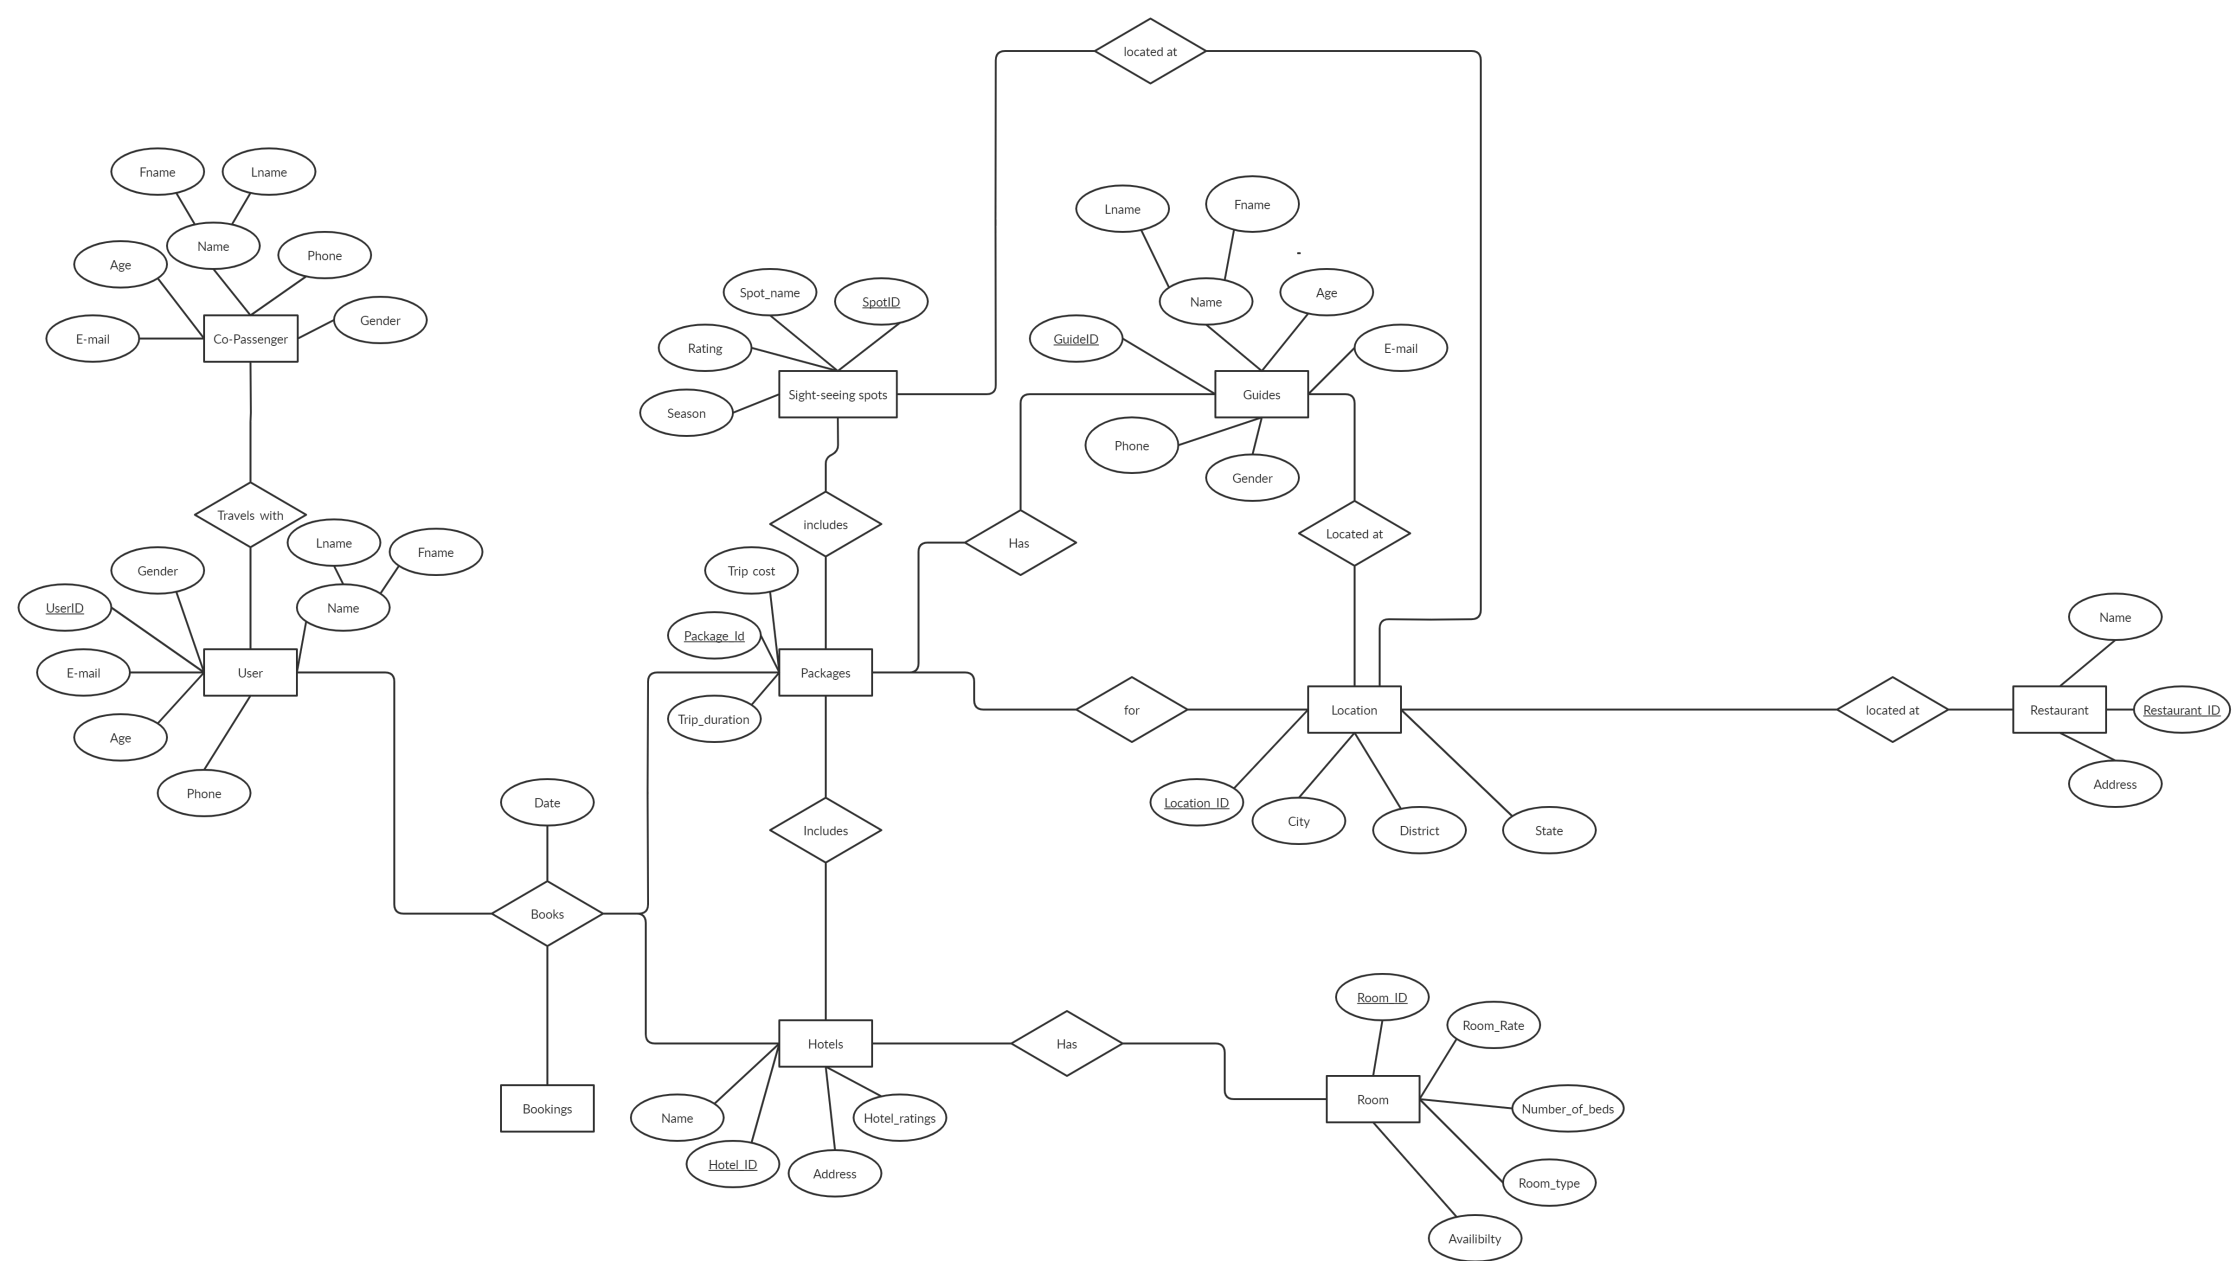 located at
Fname
Lname
Name
Phone
Age
Gender
E-mail
Co-Passenger
Lname
Fname
-
Name
Age
GuideID
E-mail
Guides
Phone
Gender
Spot_name
SpotID
Rating
Season
Sight-seeing spots
Travels with
includes
Has
Located at
Lname
Fname
Gender
Name
UserID
E-mail
User
Age
Phone
Trip cost
Package_Id
Packages
Trip_duration
for
Location
located at
Restaurant
Name
Restaurant_ID
Address
Location_ID
City
District
State
Date
Includes
Books
Bookings
Hotels
Name
Hotel_ID
Address
Hotel_ratings
Has
Room_ID
Room_Rate
Room
Number_of_beds
Room_type
Availibilty